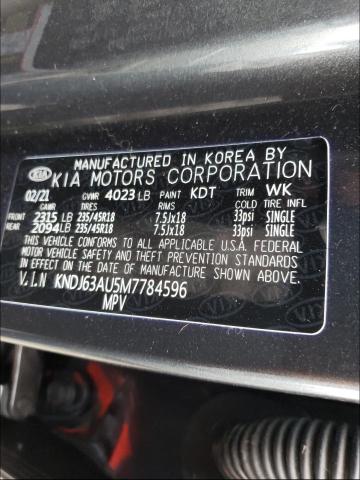 MANUFACTURED IN KOREA BY
KIA KIA MOTORS CORPORATION
02/21 GVWR 4023 LB PAINT KDT TRIM WK
GAWR TIRES RIMS COLD TIRE INFL
FRONT 2315 LB 235/45R18 7.5Jx18 33psi SINGLE
REAR 2094 LB 235/45R18 7.5Jx18 33psi SINGLE
THIS VEHICLE CONFORMS TO ALL APPLICABLE U.S.A. FEDERAL
MOTOR VEHICLE SAFETY AND THEFT PREVENTION STANDARDS
IN EFFECT ON THE DATE OF MANUFACTURE SHOWN ABOVE.
V.I.N KNDJ63AU5M7784596
MPV